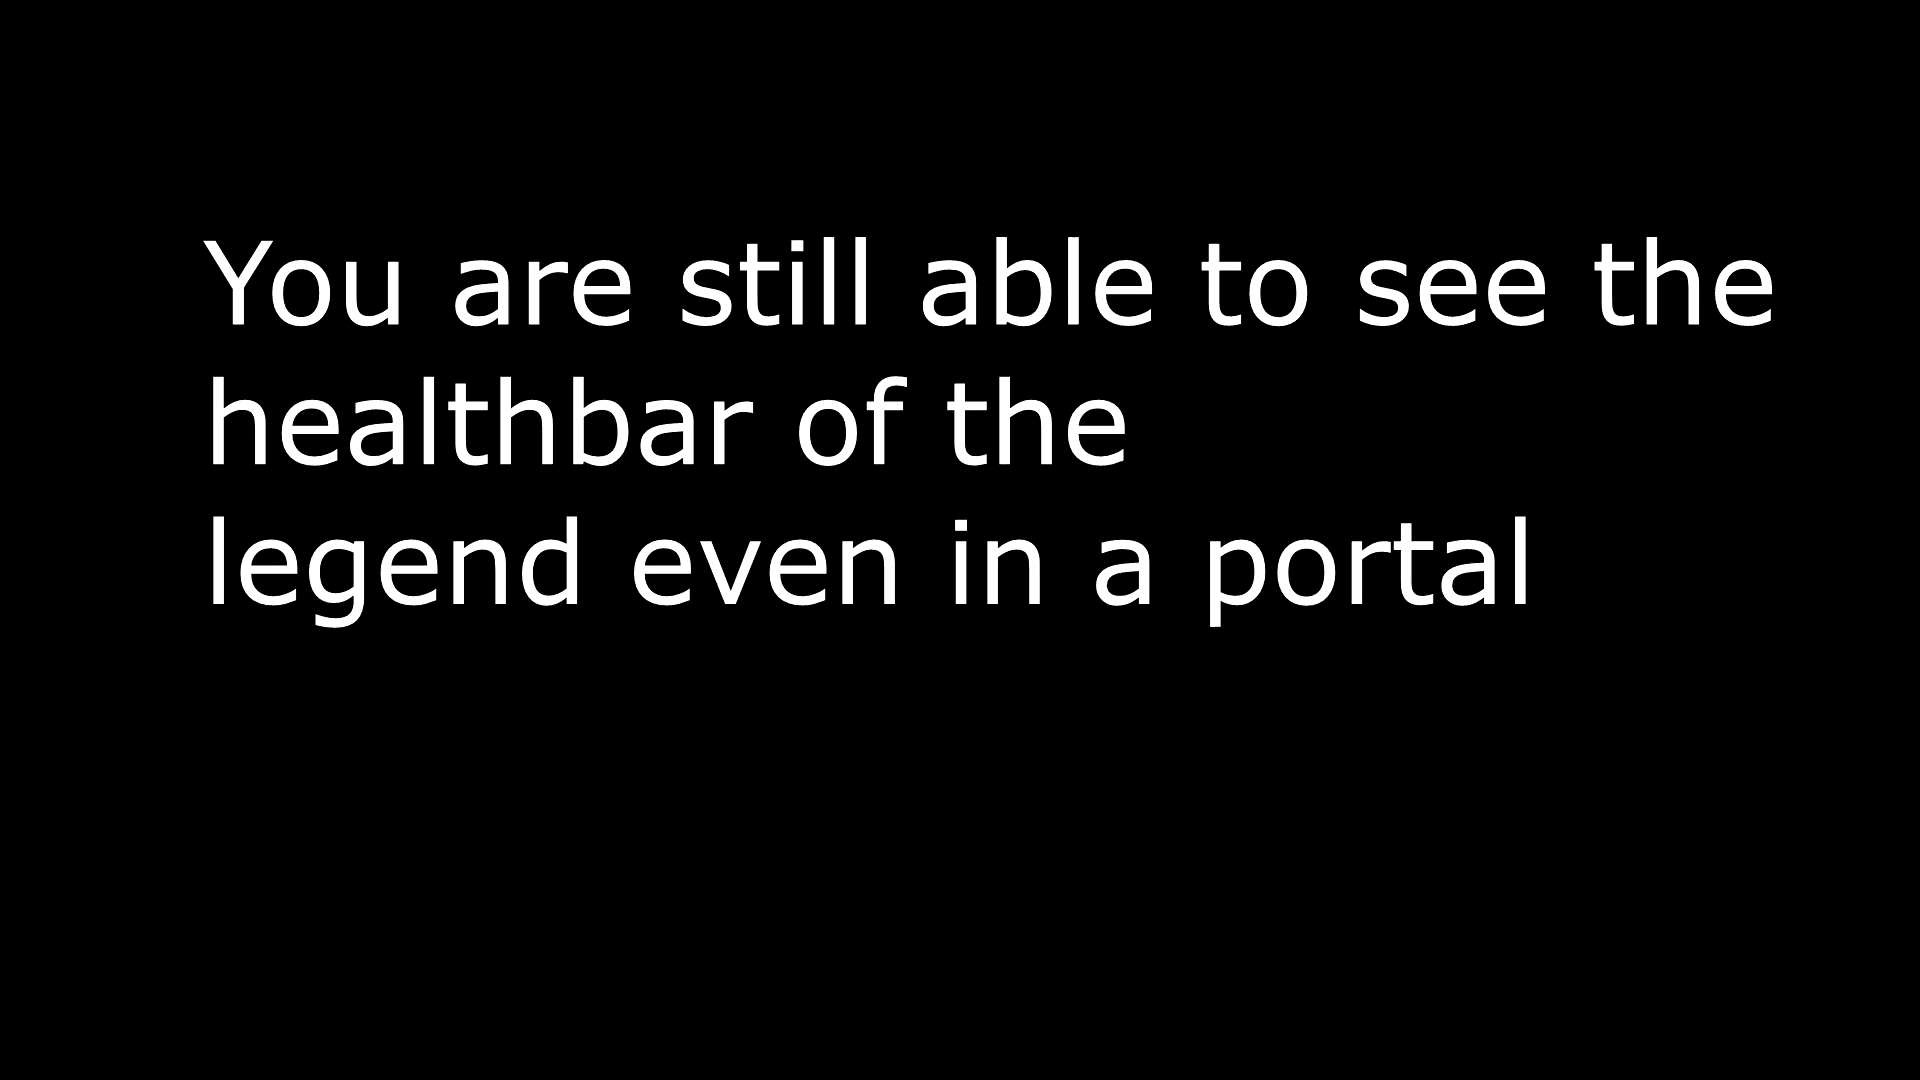 You are still able to see the
healthbar of the
legend even in a portal